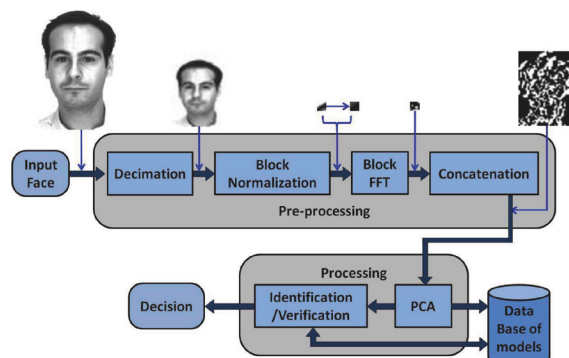 Input
Face
Decimation
Block
Normalization
Block
FFT
Concatenation
Pre-processing
Processing
Decision
Identification
/Verification
PCA
Data
Base of
models